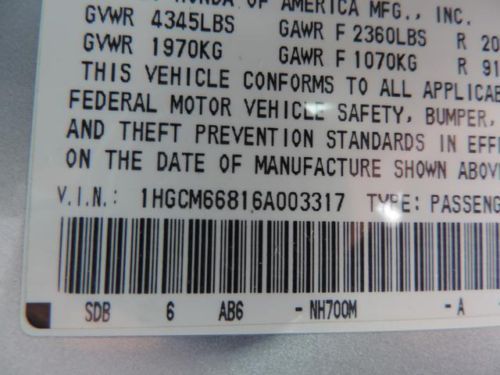 HONDA OF AMERICA MFG., INC.
GVWR 4345LBS GAWR F 2360LBS R 20
GVWR 1970KG GAWR F 1070KG R 91
THIS VEHICLE CONFORMS TO ALL APPLICAB
FEDERAL MOTOR VEHICLE SAFETY, BUMPER,
AND THEFT PREVENTION STANDARDS IN EFFE
ON THE DATE OF MANUFACTURE SHOWN ABOV
V.I.N.: 1HGCM66816A003317 TYPE: PASSENG
SDB 6 AB6 - NH700M - A